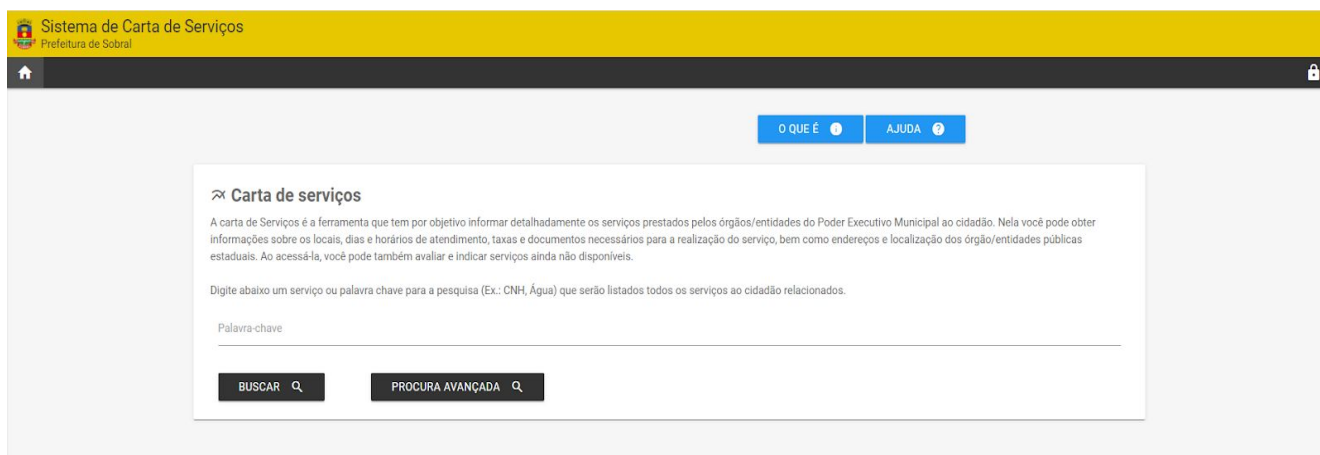 Sistema de Carta de Serviços
Prefeitura de Sobral
O QUE É
AJUDA
Carta de serviços
A carta de Serviços é a ferramenta que tem por objetivo informar detalhadamente os serviços prestados pelos órgãos/entidades do Poder Executivo Municipal ao cidadão. Nela você pode obter
informações sobre os locais, dias e horários de atendimento, taxas e documentos necessários para a realização do serviço, bem como endereços e localização dos órgão/entidades públicas
estaduais. Ao acessá-la, você pode também avaliar e indicar serviços ainda não disponíveis.
Digite abaixo um serviço ou palavra chave para a pesquisa (Ex.: CNH, Água) que serão listados todos os serviços ao cidadão relacionados.
Palavra-chave
BUSCAR
PROCURA AVANÇADA